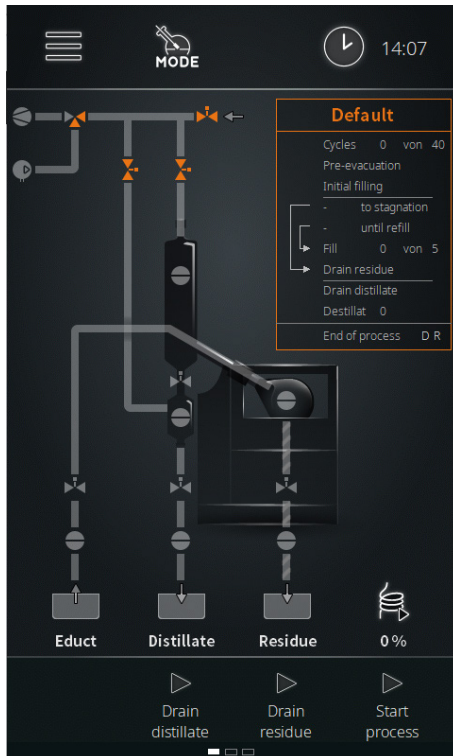 MODE
14:07
Default
Cycles 0 von 40
Pre-evacuation
Initial filling
- to stagnation
- until refill
Fill 0 von 5
Drain residue
Drain distillate
Destillat 0
End of process D R
Educt
Distillate
Residue
0 %
Drain distillate
Drain residue
Start process